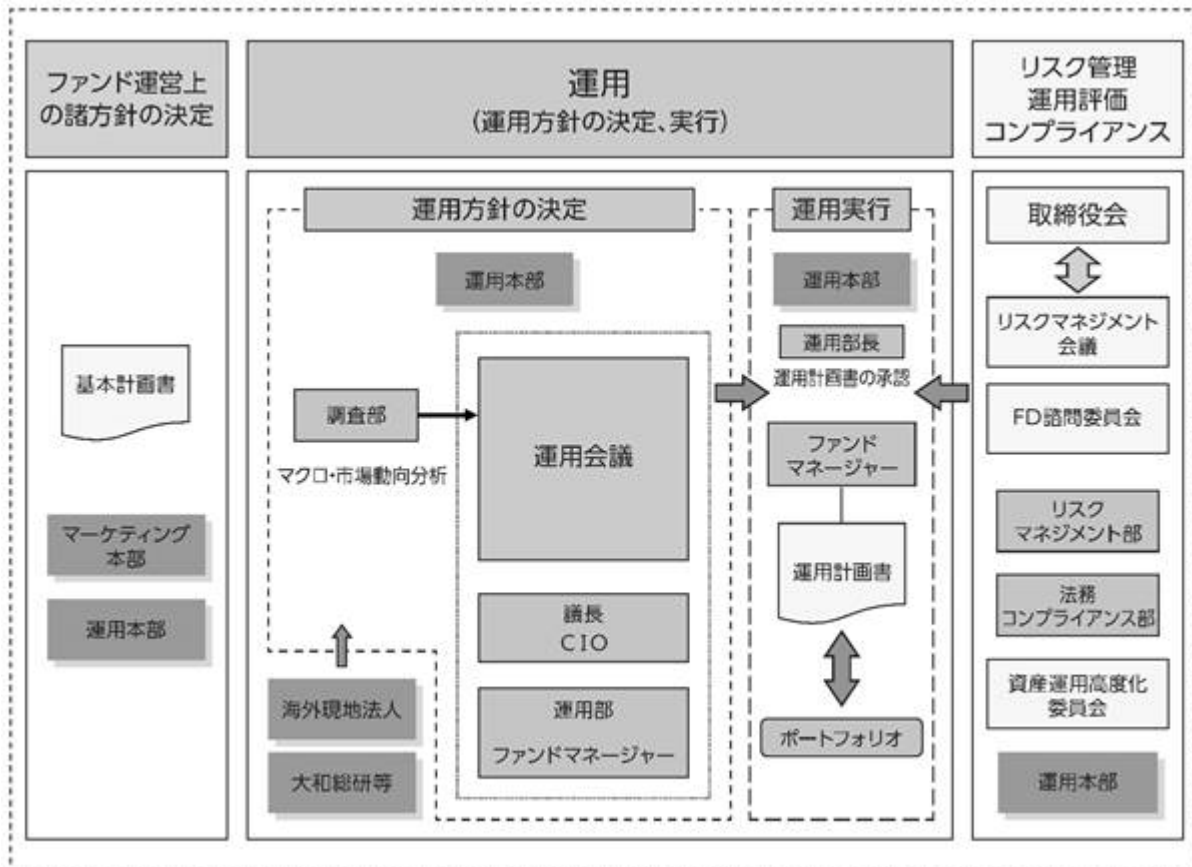 ファンド運営上
の諸方針の決定
基本計画書
マーケティング
本部
運用本部
運用
(運用方針の決定、実行)
運用方針の決定
運用本部
調査部
マクロ・市場動向分析
運用会議
議長
CIO
運用部
ファンドマネージャー
海外現地法人
大和総研等
運用実行
運用本部
運用部長
運用計画書の承認
ファンド
マネージャー
運用計画書
ポートフォリオ
リスク管理
運用評価
コンプライアンス
取締役会
リスクマネジメント
会議
FD諮問委員会
リスク
マネジメント部
法務
コンプライアンス部
資産運用高度化
委員会
運用本部